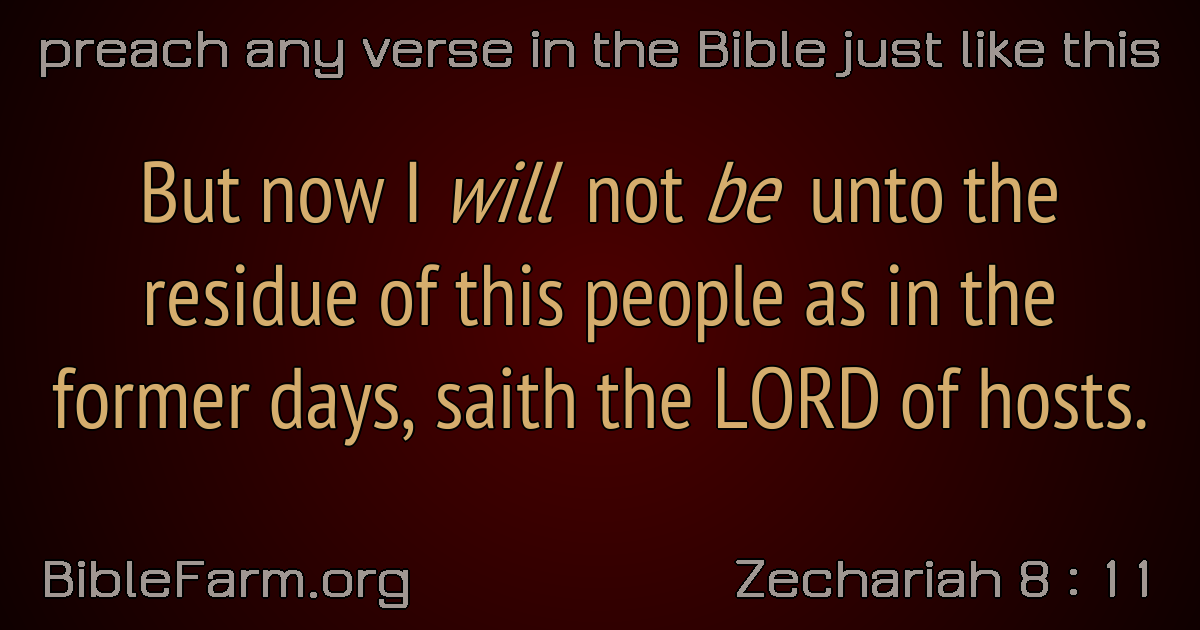 preach any verse in the Bible just like this
But now I will not be unto the
residue of this people as in the
former days, saith the LORD of hosts.
BibleFarm.org
Zechariah 8 : 11